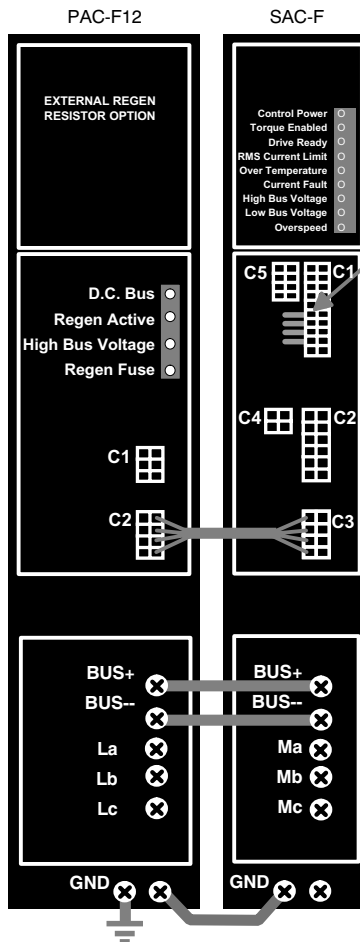 PAC-F12
EXTERNAL REGEN
RESISTOR OPTION
D.C. Bus
Regen Active
High Bus Voltage
Regen Fuse
C1
C2
BUS+
BUS--
La
Lb
Lc
GND
SAC-F
Control Power
Torque Enabled
Drive Ready
RMS Current Limit
Over Temperature
Current Fault
High Bus Voltage
Low Bus Voltage
Overspeed
C5 C1
C4 C2
C3
BUS+
BUS--
Ma
Mb
Mc
GND